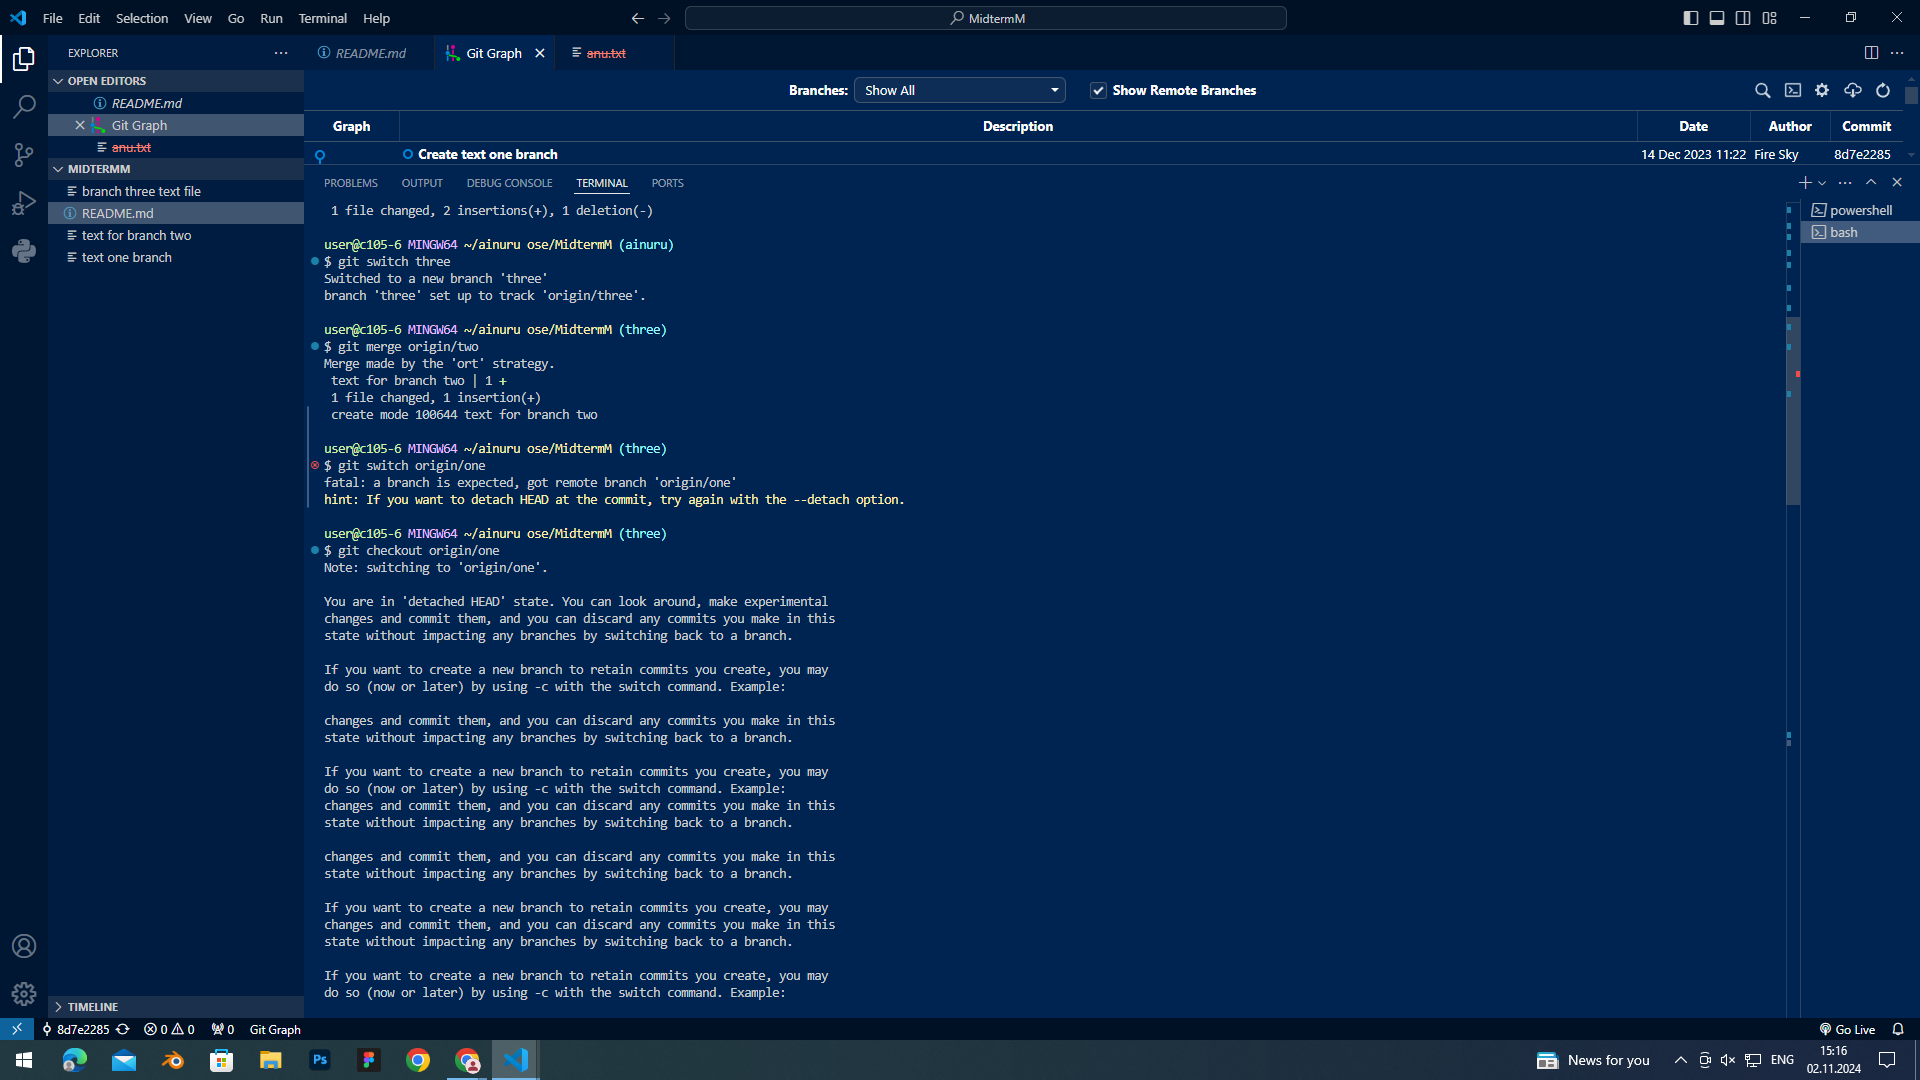 File Edit Selection View Go Run Terminal Help
MidtermM
EXPLORER
README.md
Git Graph
anu.txt
OPEN EDITORS
README.md
Git Graph
anu.txt
MIDTERMM
branch three text file
README.md
text for branch two
text one branch
TIMELINE
Branches: Show All Show Remote Branches
Graph Description Date Author Commit
Create text one branch 14 Dec 2023 11:22 Fire Sky 8d7e2285
PROBLEMS OUTPUT DEBUG CONSOLE TERMINAL PORTS
powershell
bash
1 file changed, 2 insertions(+), 1 deletion(-)
user@c105-6 MINGW64 ~/ainuru ose/MidtermM (ainuru)
$ git switch three
Switched to a new branch 'three'
branch 'three' set up to track 'origin/three'.
user@c105-6 MINGW64 ~/ainuru ose/MidtermM (three)
$ git merge origin/two
Merge made by the 'ort' strategy.
text for branch two | 1 +
1 file changed, 1 insertion(+)
create mode 100644 text for branch two
user@c105-6 MINGW64 ~/ainuru ose/MidtermM (three)
$ git switch origin/one
fatal: a branch is expected, got remote branch 'origin/one'
hint: If you want to detach HEAD at the commit, try again with the --detach option.
user@c105-6 MINGW64 ~/ainuru ose/MidtermM (three)
$ git checkout origin/one
Note: switching to 'origin/one'.
You are in 'detached HEAD' state. You can look around, make experimental
changes and commit them, and you can discard any commits you make in this
state without impacting any branches by switching back to a branch.
If you want to create a new branch to retain commits you create, you may
do so (now or later) by using -c with the switch command. Example:
changes and commit them, and you can discard any commits you make in this
state without impacting any branches by switching back to a branch.
If you want to create a new branch to retain commits you create, you may
do so (now or later) by using -c with the switch command. Example:
changes and commit them, and you can discard any commits you make in this
state without impacting any branches by switching back to a branch.
changes and commit them, and you can discard any commits you make in this
state without impacting any branches by switching back to a branch.
If you want to create a new branch to retain commits you create, you may
changes and commit them, and you can discard any commits you make in this
state without impacting any branches by switching back to a branch.
If you want to create a new branch to retain commits you create, you may
do so (now or later) by using -c with the switch command. Example:
8d7e2285 0 0 0 Git Graph Go Live
Ps
News for you ENG 15:16
02.11.2024